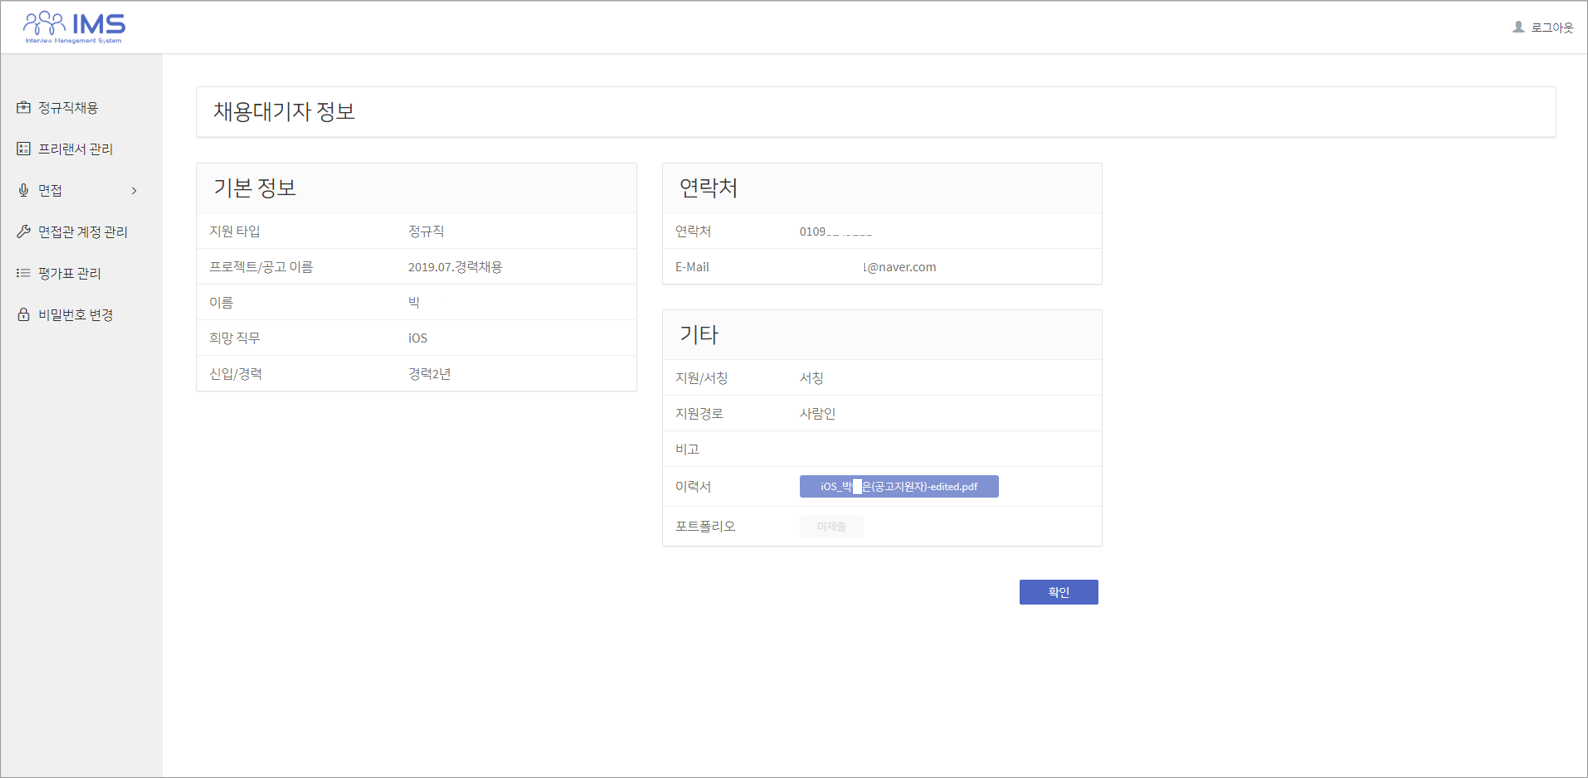 IMS
Interview Management System
로그아웃
정규직채용
프리랜서 관리
면접
면접관 계정 관리
평가표 관리
비밀번호 변경
채용대기자 정보
기본 정보
지원 타입 정규직
프로젝트/공고 이름 2019.07.경력채용
이름 박
희망 직무 iOS
신입/경력 경력2년
연락처
연락처 0109
E-Mail 1@naver.com
기타
지원/서칭 서칭
지원경로 사람인
비고
이력서 iOS_박 은(공고지원자)-edited.pdf
포트폴리오 미제출
확인